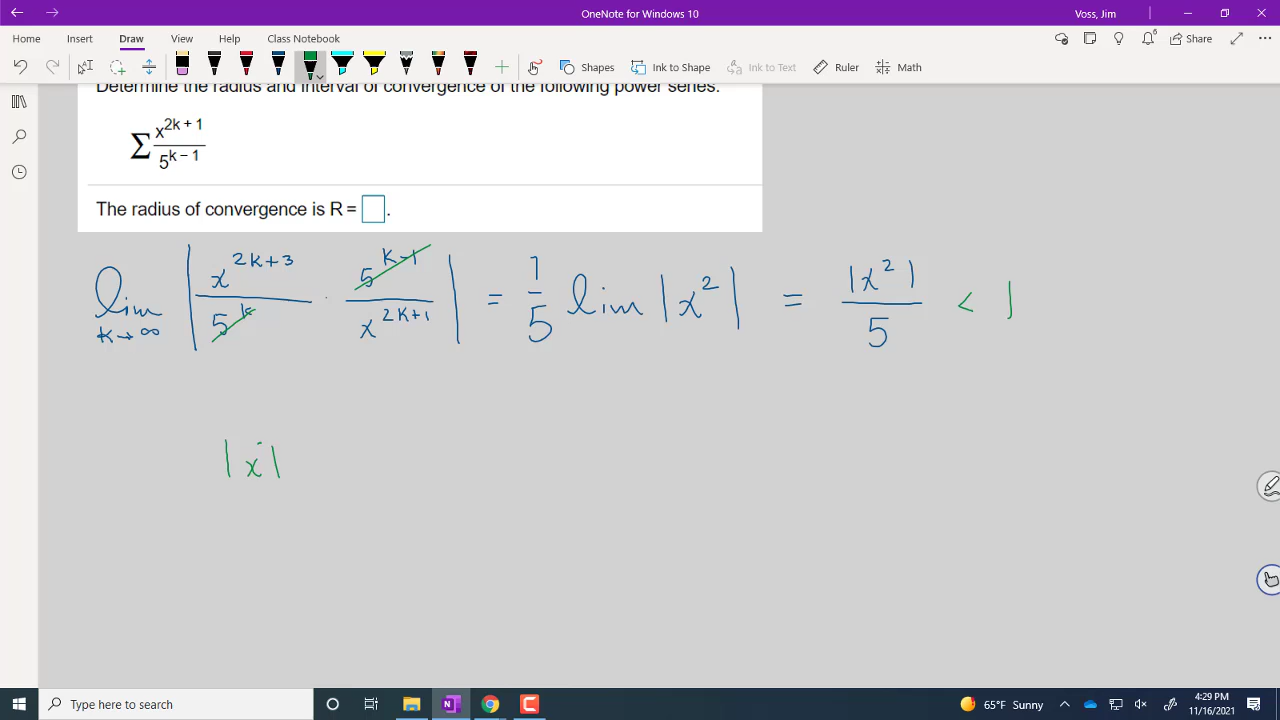 OneNote for Windows 10
Voss, Jim
Home Insert Draw View Help Class Notebook
6 Share
Shapes Ink to Shape Ink to Text Ruler Math
Determine the radius and interval of convergence of the following power series.
∑ x^(2k + 1) / 5^(k − 1)
The radius of convergence is R = .
lim k→∞ | x^(2k+3) / 5^k · 5^(k-1) / x^(2k+1) | = 1/5 lim | x^2 | = |x^2| / 5 < 1
|x|
Type here to search
65°F Sunny
4:29 PM
11/16/2021